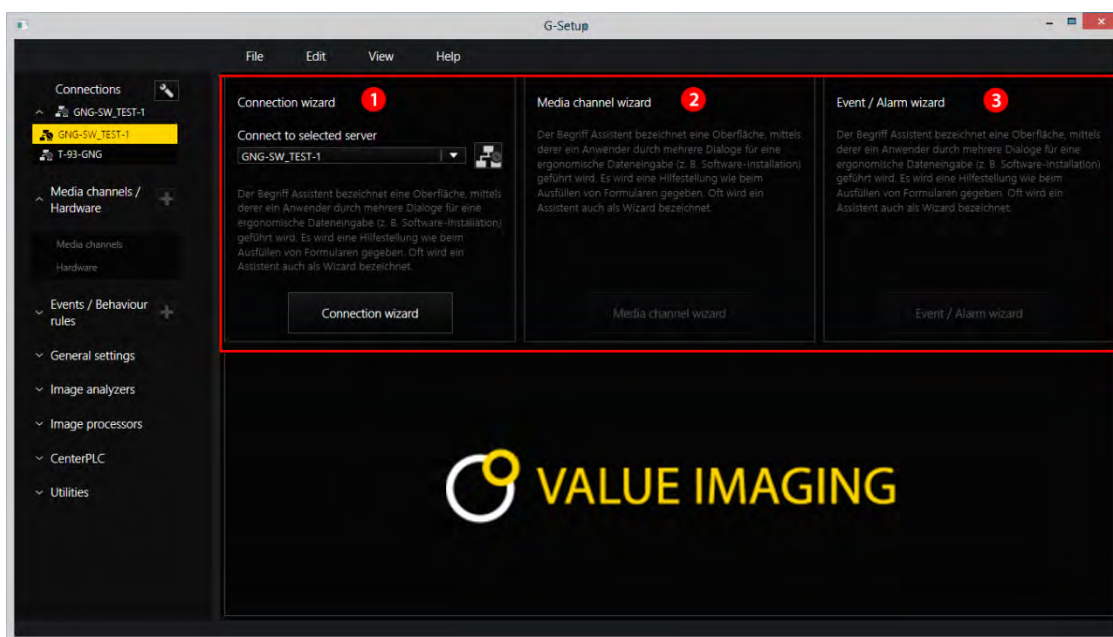 G-Setup
File Edit View Help
Connections
GNG-SW_TEST-1
GNG-SW_TEST-1
T-93-GNG
Media channels /
Hardware
Media channels
Hardware
Events / Behaviour
rules
General settings
Image analyzers
Image processors
CenterPLC
Utilities
Connection wizard 1
Connect to selected server
GNG-SW_TEST-1
Der Begriff Assistent bezeichnet eine Oberfläche, mittels
derer ein Anwender durch mehrere Dialoge für eine
ergonomische Dateneingabe (z. B. Software-Installation)
geführt wird. Es wird eine Hilfestellung wie beim
Ausfüllen von Formularen gegeben. Oft wird ein
Assistent auch als Wizard bezeichnet.
Connection wizard
Media channel wizard 2
Der Begriff Assistent bezeichnet eine Oberfläche, mittels
derer ein Anwender durch mehrere Dialoge für eine
ergonomische Dateneingabe (z. B. Software-Installation)
geführt wird. Es wird eine Hilfestellung wie beim
Ausfüllen von Formularen gegeben. Oft wird ein
Assistent auch als Wizard bezeichnet.
Media channel wizard
Event / Alarm wizard 3
Der Begriff Assistent bezeichnet eine Oberfläche, mittels
derer ein Anwender durch mehrere Dialoge für eine
ergonomische Dateneingabe (z. B. Software-Installation)
geführt wird. Es wird eine Hilfestellung wie beim
Ausfüllen von Formularen gegeben. Oft wird ein
Assistent auch als Wizard bezeichnet.
Event / Alarm wizard
VALUE IMAGING